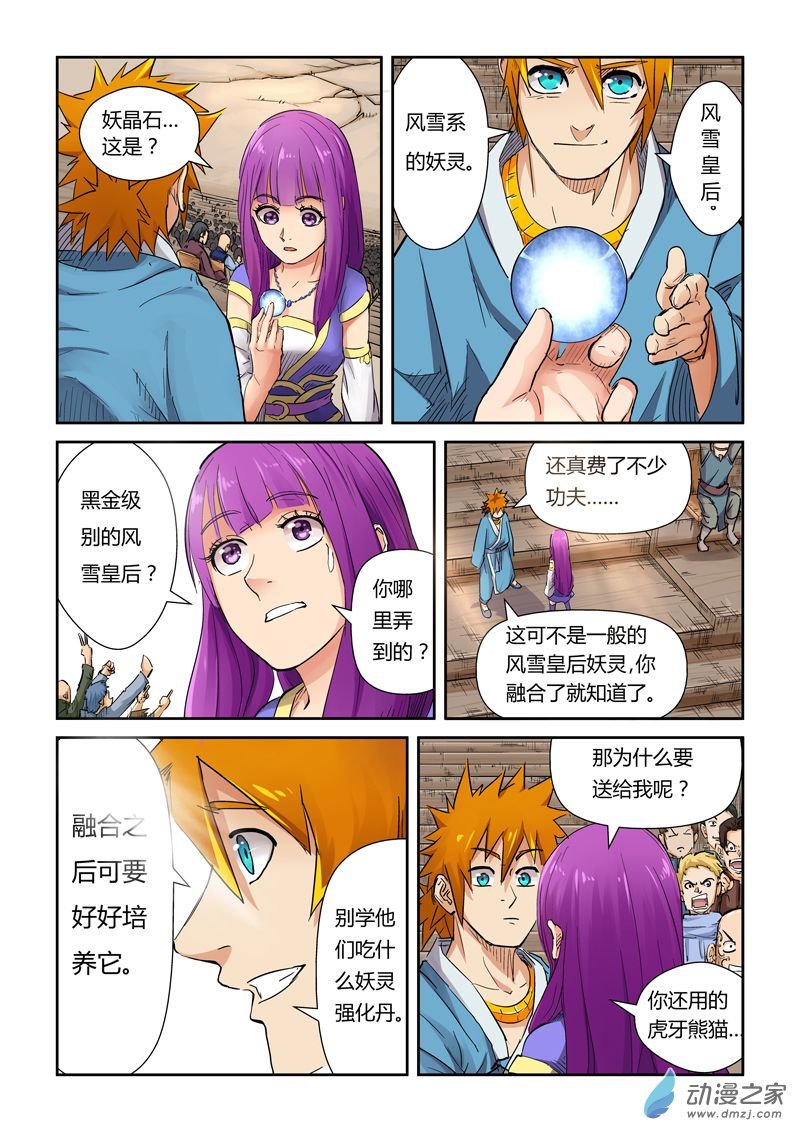 妖晶石...
这是？
风雪皇后。
风雪系
的妖灵。
黑金级
别的风
雪皇后？
你哪
里弄
到的？
还真费了不少
功夫......
这可不是一般的
风雪皇后妖灵,你
融合了就知道了。
融合之
后可要
好好培
养它。
别学他
们吃什
么妖灵
强化丹。
那为什么要
送给我呢？
你还用的
虎牙熊猫...
动漫之家
www.dmzj.com